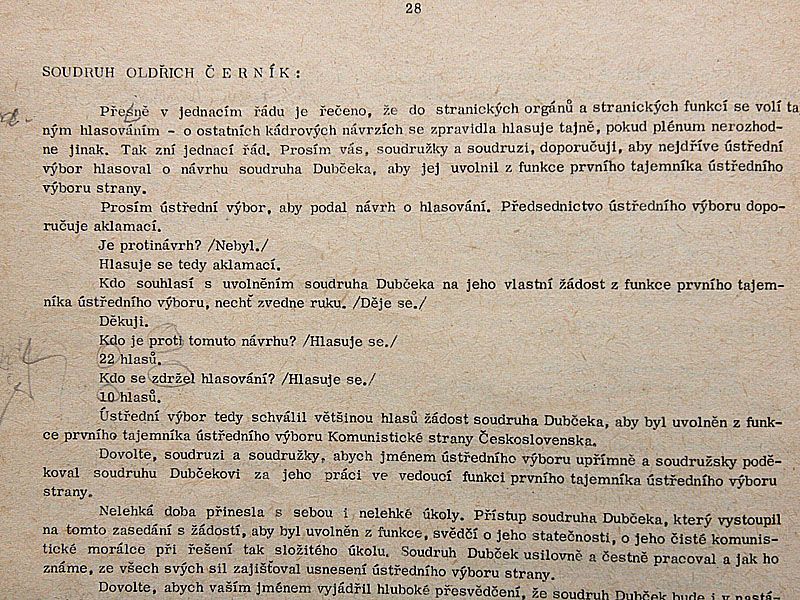 28
SOUDRUH OLDŘICH ČERNÍK:
Přesně v jednacím řádu je řečeno, že do stranických orgánů a stranických funkcí se volí ta
ným hlasováním - o ostatních kádrových návrzích se zpravidla hlasuje tajně, pokud plénum nerozhod-
ne jinak. Tak zní jednací řád. Prosím vás, soudružky a soudruzi, doporučuji, aby nejdříve ústřední
výbor hlasoval o návrhu soudruha Dubčeka, aby jej uvolnil z funkce prvního tajemníka ústředního
výboru strany.
Prosím ústřední výbor, aby podal návrh o hlasování. Předsednictvo ústředního výboru dopo-
ručuje aklamací.
Je protinávrh? /Nebyl./
Hlasuje se tedy aklamací.
Kdo souhlasí s uvolněním soudruha Dubčeka na jeho vlastní žádost z funkce prvního tajem-
níka ústředního výboru, nechť zvedne ruku. /Děje se./
Děkuji.
Kdo je proti tomuto návrhu? /Hlasuje se./
22 hlasů.
Kdo se zdržel hlasování? /Hlasuje se./
10 hlasů.
Ústřední výbor tedy schválil většinou hlasů žádost soudruha Dubčeka, aby byl uvolněn z funk-
ce prvního tajemníka ústředního výboru Komunistické strany Československa.
Dovolte, soudruzi a soudružky, abych jménem ústředního výboru upřímně a soudružsky podě-
koval soudruhu Dubčekovi za jeho práci ve vedoucí funkci prvního tajemníka ústředního výboru
strany.
Nelehká doba přinesla s sebou i nelehké úkoly. Přístup soudruha Dubčeka, který vystoupil
na tomto zasedání s žádostí, aby byl uvolněn z funkce, svědčí o jeho statečnosti, o jeho čisté komunis-
tické morálce při řešení tak složitého úkolu. Soudruh Dubček usilovně a čestně pracoval a jak ho
známe, ze všech svých sil zajišťoval usnesení ústředního výboru strany.
Dovolte, abych vaším jménem vyjádřil hluboké přesvědčení, že soudruh Dubček bude i v nastá-